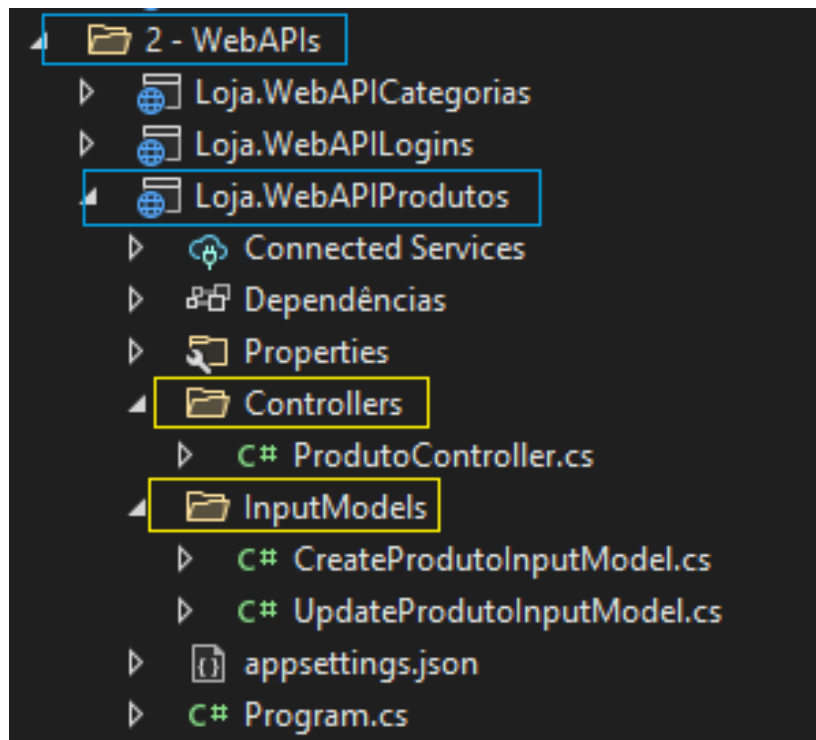 2 - WebAPIs
Loja.WebAPICategorias
Loja.WebAPILogins
Loja.WebAPIProdutos
Connected Services
Dependências
Properties
Controllers
C# ProdutoController.cs
InputModels
C# CreateProdutoInputModel.cs
C# UpdateProdutoInputModel.cs
appsettings.json
C# Program.cs